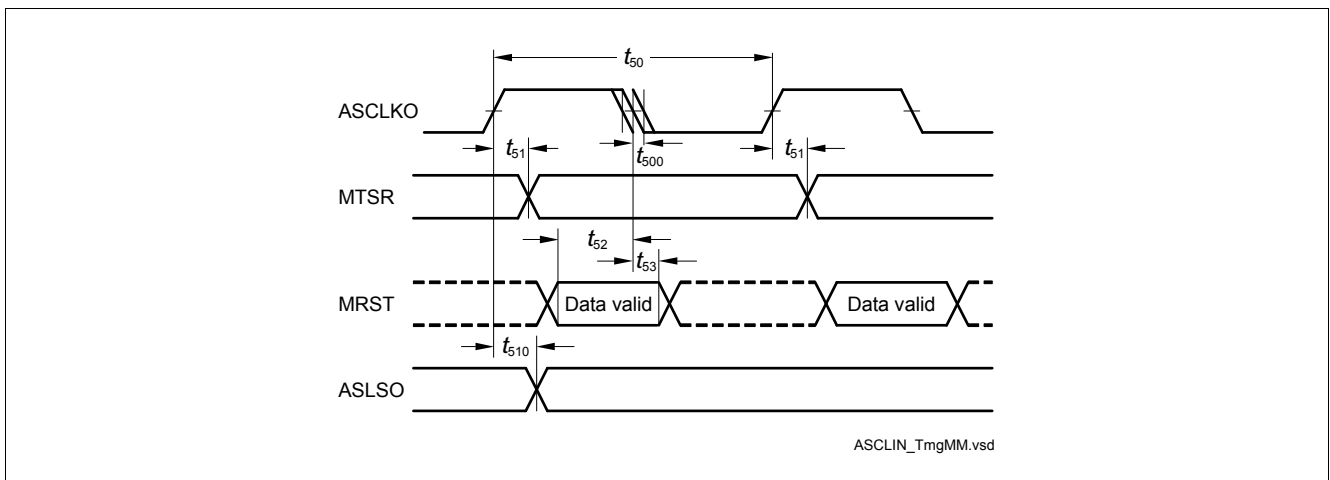 t50
ASCLKO
t51
t500
t51
MTSR
t52
t53
MRST
Data valid
Data valid
t510
ASLSO
ASCLIN_TmgMM.vsd